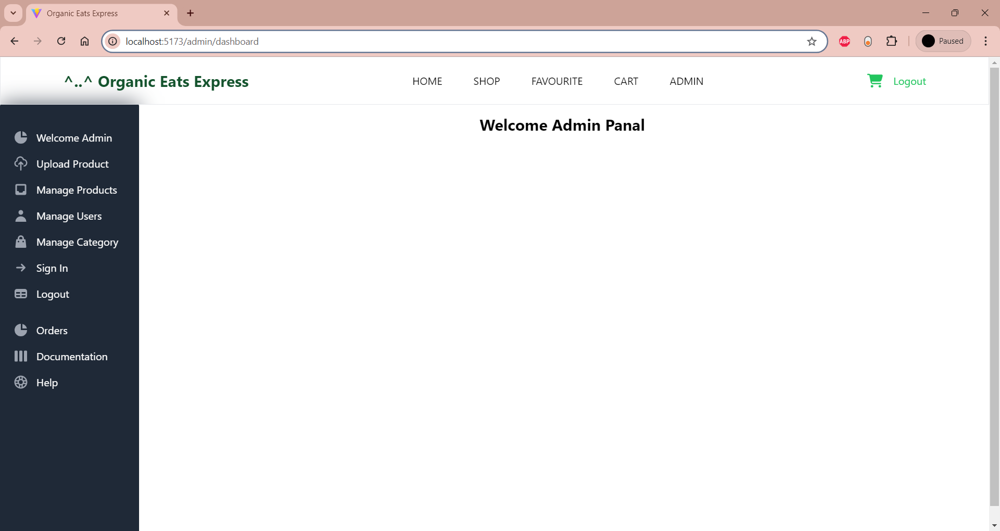 Organic Eats Express
localhost:5173/admin/dashboard
ABP
Paused
^..^ Organic Eats Express
HOME
SHOP
FAVOURITE
CART
ADMIN
Logout
Welcome Admin
Upload Product
Manage Products
Manage Users
Manage Category
Sign In
Logout
Orders
Documentation
Help
Welcome Admin Panal